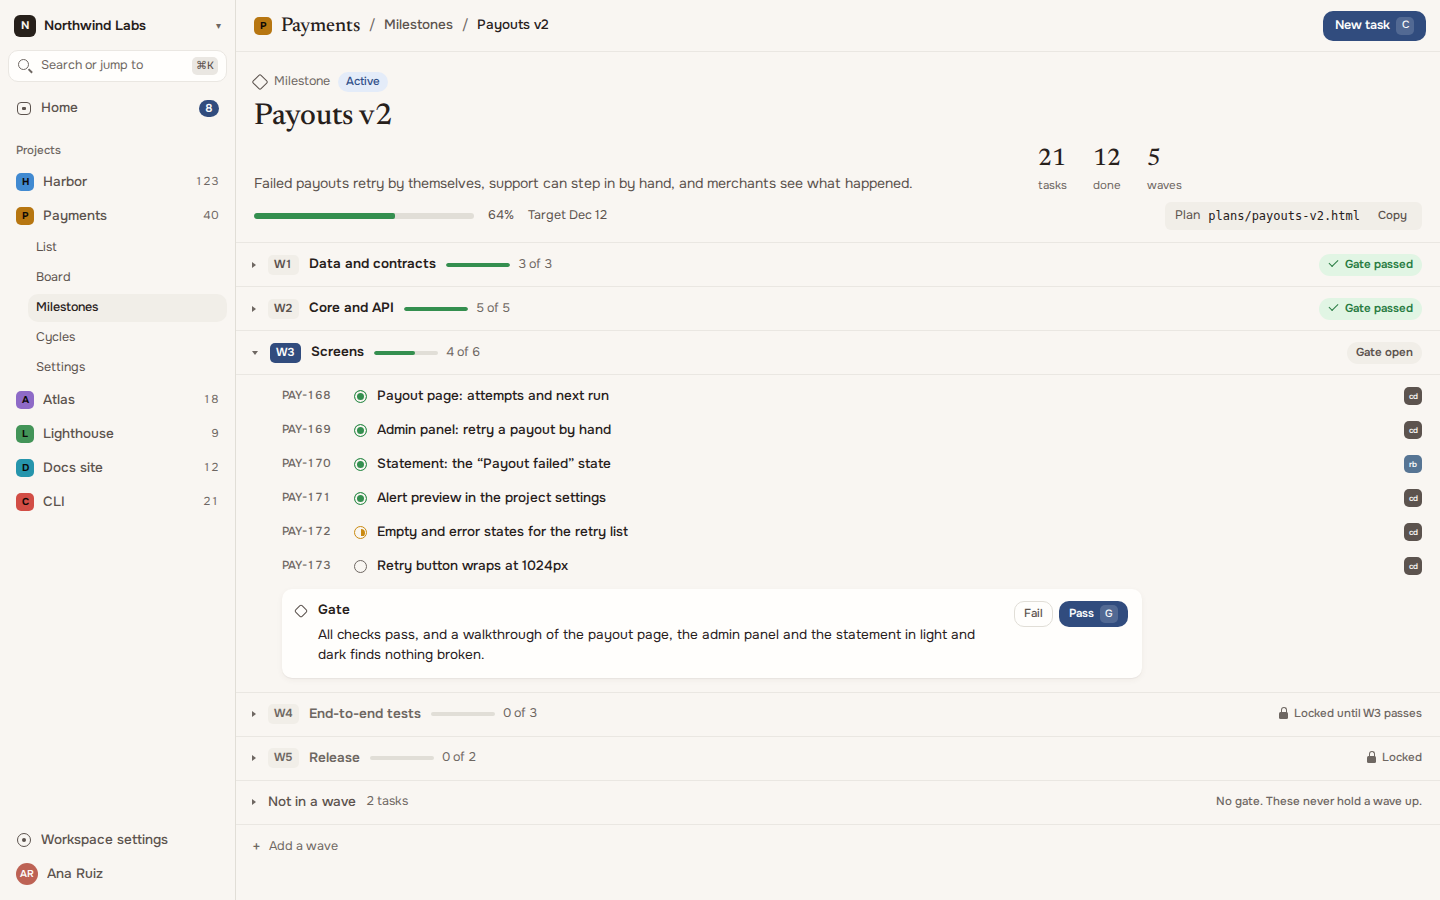 N Northwind Labs
Search or jump to ⌘K
Home 8
Projects
H Harbor 123
P Payments 40
List
Board
Milestones
Cycles
Settings
A Atlas 18
L Lighthouse 9
D Docs site 12
C CLI 21
Workspace settings
AR Ana Ruiz
P Payments / Milestones / Payouts v2
New task C
Milestone Active
Payouts v2
Failed payouts retry by themselves, support can step in by hand, and merchants see what happened.
21 12 5
tasks done waves
64% Target Dec 12
Plan plans/payouts-v2.html Copy
W1 Data and contracts 3 of 3 Gate passed
W2 Core and API 5 of 5 Gate passed
W3 Screens 4 of 6 Gate open
PAY-168 Payout page: attempts and next run cd
PAY-169 Admin panel: retry a payout by hand cd
PAY-170 Statement: the “Payout failed” state rb
PAY-171 Alert preview in the project settings cd
PAY-172 Empty and error states for the retry list cd
PAY-173 Retry button wraps at 1024px cd
Gate
Fail Pass G
All checks pass, and a walkthrough of the payout page, the admin panel and the statement in light and
dark finds nothing broken.
W4 End-to-end tests 0 of 3 Locked until W3 passes
W5 Release 0 of 2 Locked
Not in a wave 2 tasks No gate. These never hold a wave up.
+ Add a wave